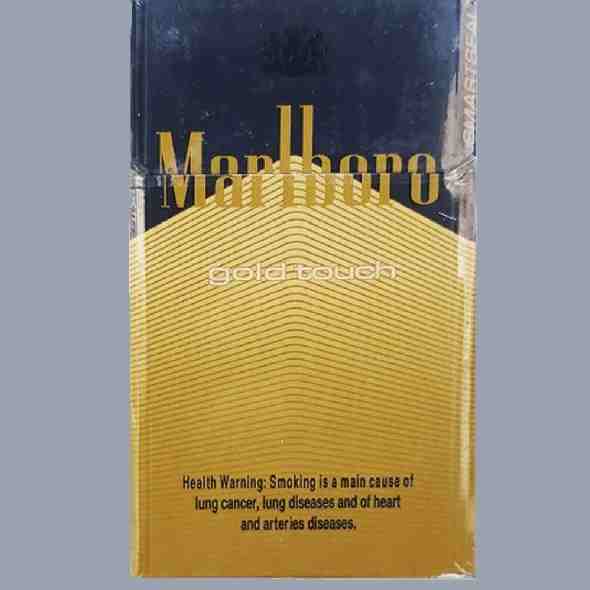 SMARTSEAL
Marlboro
gold touch
Health Warning: Smoking is a main cause of
lung cancer, lung diseases and of heart
and arteries diseases.